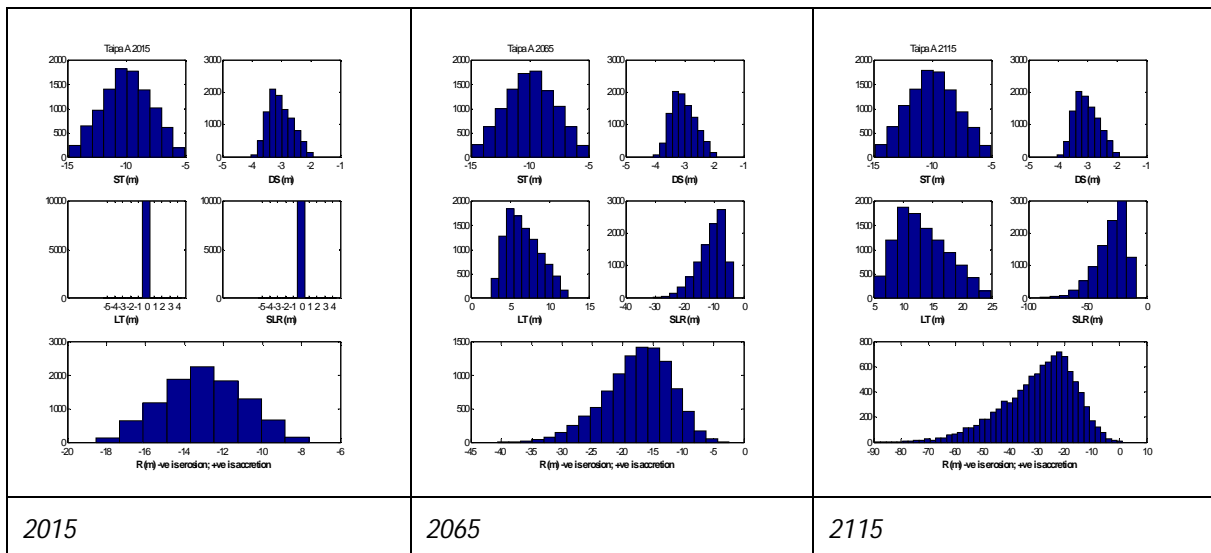 Taipa A 2015
2000
1500
1000
500
0
-15 -10 -5
ST (m)
3000
2000
1000
0
-5 -4 -3 -2 -1
DS (m)
10000
5000
0
-5-4-3-2-1 0 1 2 3 4
LT (m)
10000
5000
0
-5-4-3-2-1 0 1 2 3 4
SLR (m)
3000
2000
1000
0
-20 -18 -16 -14 -12 -10 -8 -6
R (m) -ve is erosion; +ve is accretion
2015
Taipa A 2065
2000
1500
1000
500
0
-15 -10 -5
ST (m)
3000
2000
1000
0
-5 -4 -3 -2 -1
DS (m)
2000
1500
1000
500
0
0 5 10 15
LT (m)
3000
2000
1000
0
-40 -30 -20 -10 0
SLR (m)
1500
1000
500
0
-45 -40 -35 -30 -25 -20 -15 -10 -5 0
R (m) -ve is erosion; +ve is accretion
2065
Taipa A 2115
2000
1500
1000
500
0
-15 -10 -5
ST (m)
3000
2000
1000
0
-5 -4 -3 -2 -1
DS (m)
2000
1500
1000
500
0
5 10 15 20 25
LT (m)
3000
2000
1000
0
-100 -50 0
SLR (m)
800
600
400
200
0
-90 -80 -70 -60 -50 -40 -30 -20 -10 0 10
R (m) -ve is erosion; +ve is accretion
2115